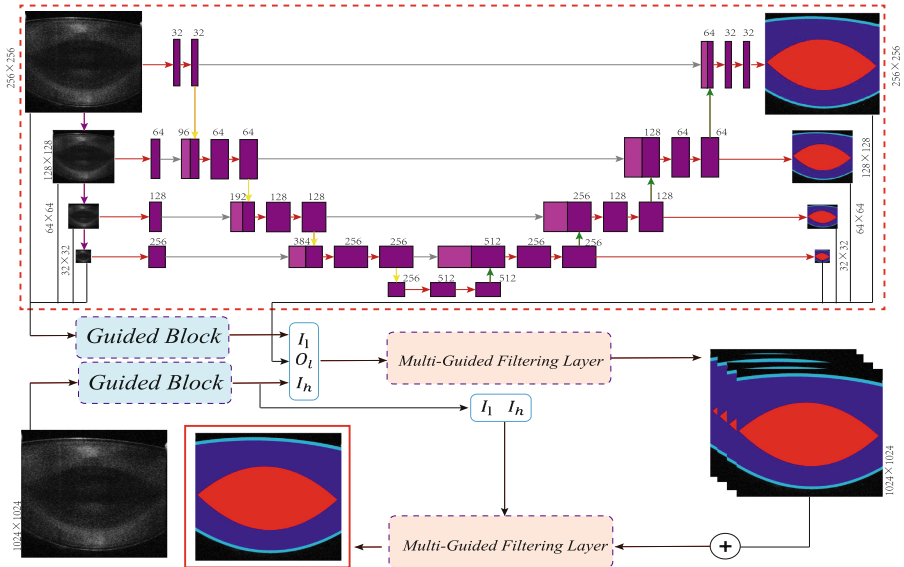 32 32
64 32 32
256×256
256×256
64 96 64 64
128 64 64
128×128
128×128
128 192 128 128
256 128 128
64×64
64×64
256 384 256 256
512 256 256
32×32
32×32
256 512 512
Guided Block
Guided Block
I_l
O_l
I_h
Multi-Guided Filtering Layer
I_l I_h
1024×1024
1024×1024
Multi-Guided Filtering Layer
+